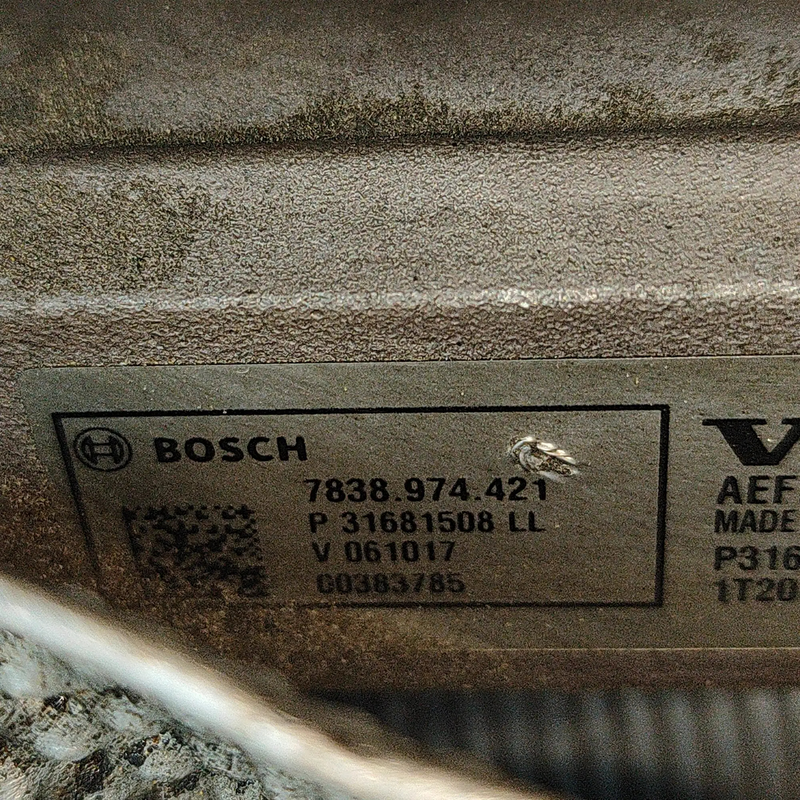 BOSCH
7838.974.421
P 31681508 LL
V 061017
00383785
V
AEF
MADE
P316
1T20